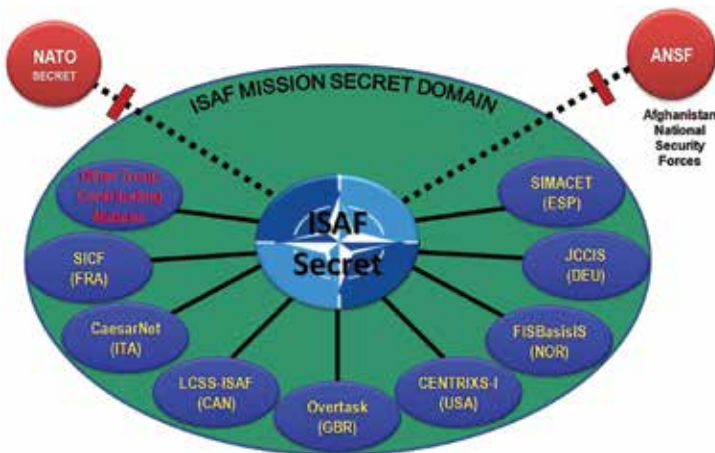 NATO
SECRET
ANSF
Afghanistan
National
Security
Forces
ISAF MISSION SECRET DOMAIN
Other Troop
Contributing
Nations
SIMACET
(ESP)
ISAF
Secret
SICF
(FRA)
JCCIS
(DEU)
CaesarNet
(ITA)
FISBasisIS
(NOR)
LCSS-ISAF
(CAN)
CENTRIXS-I
(USA)
Overtask
(GBR)